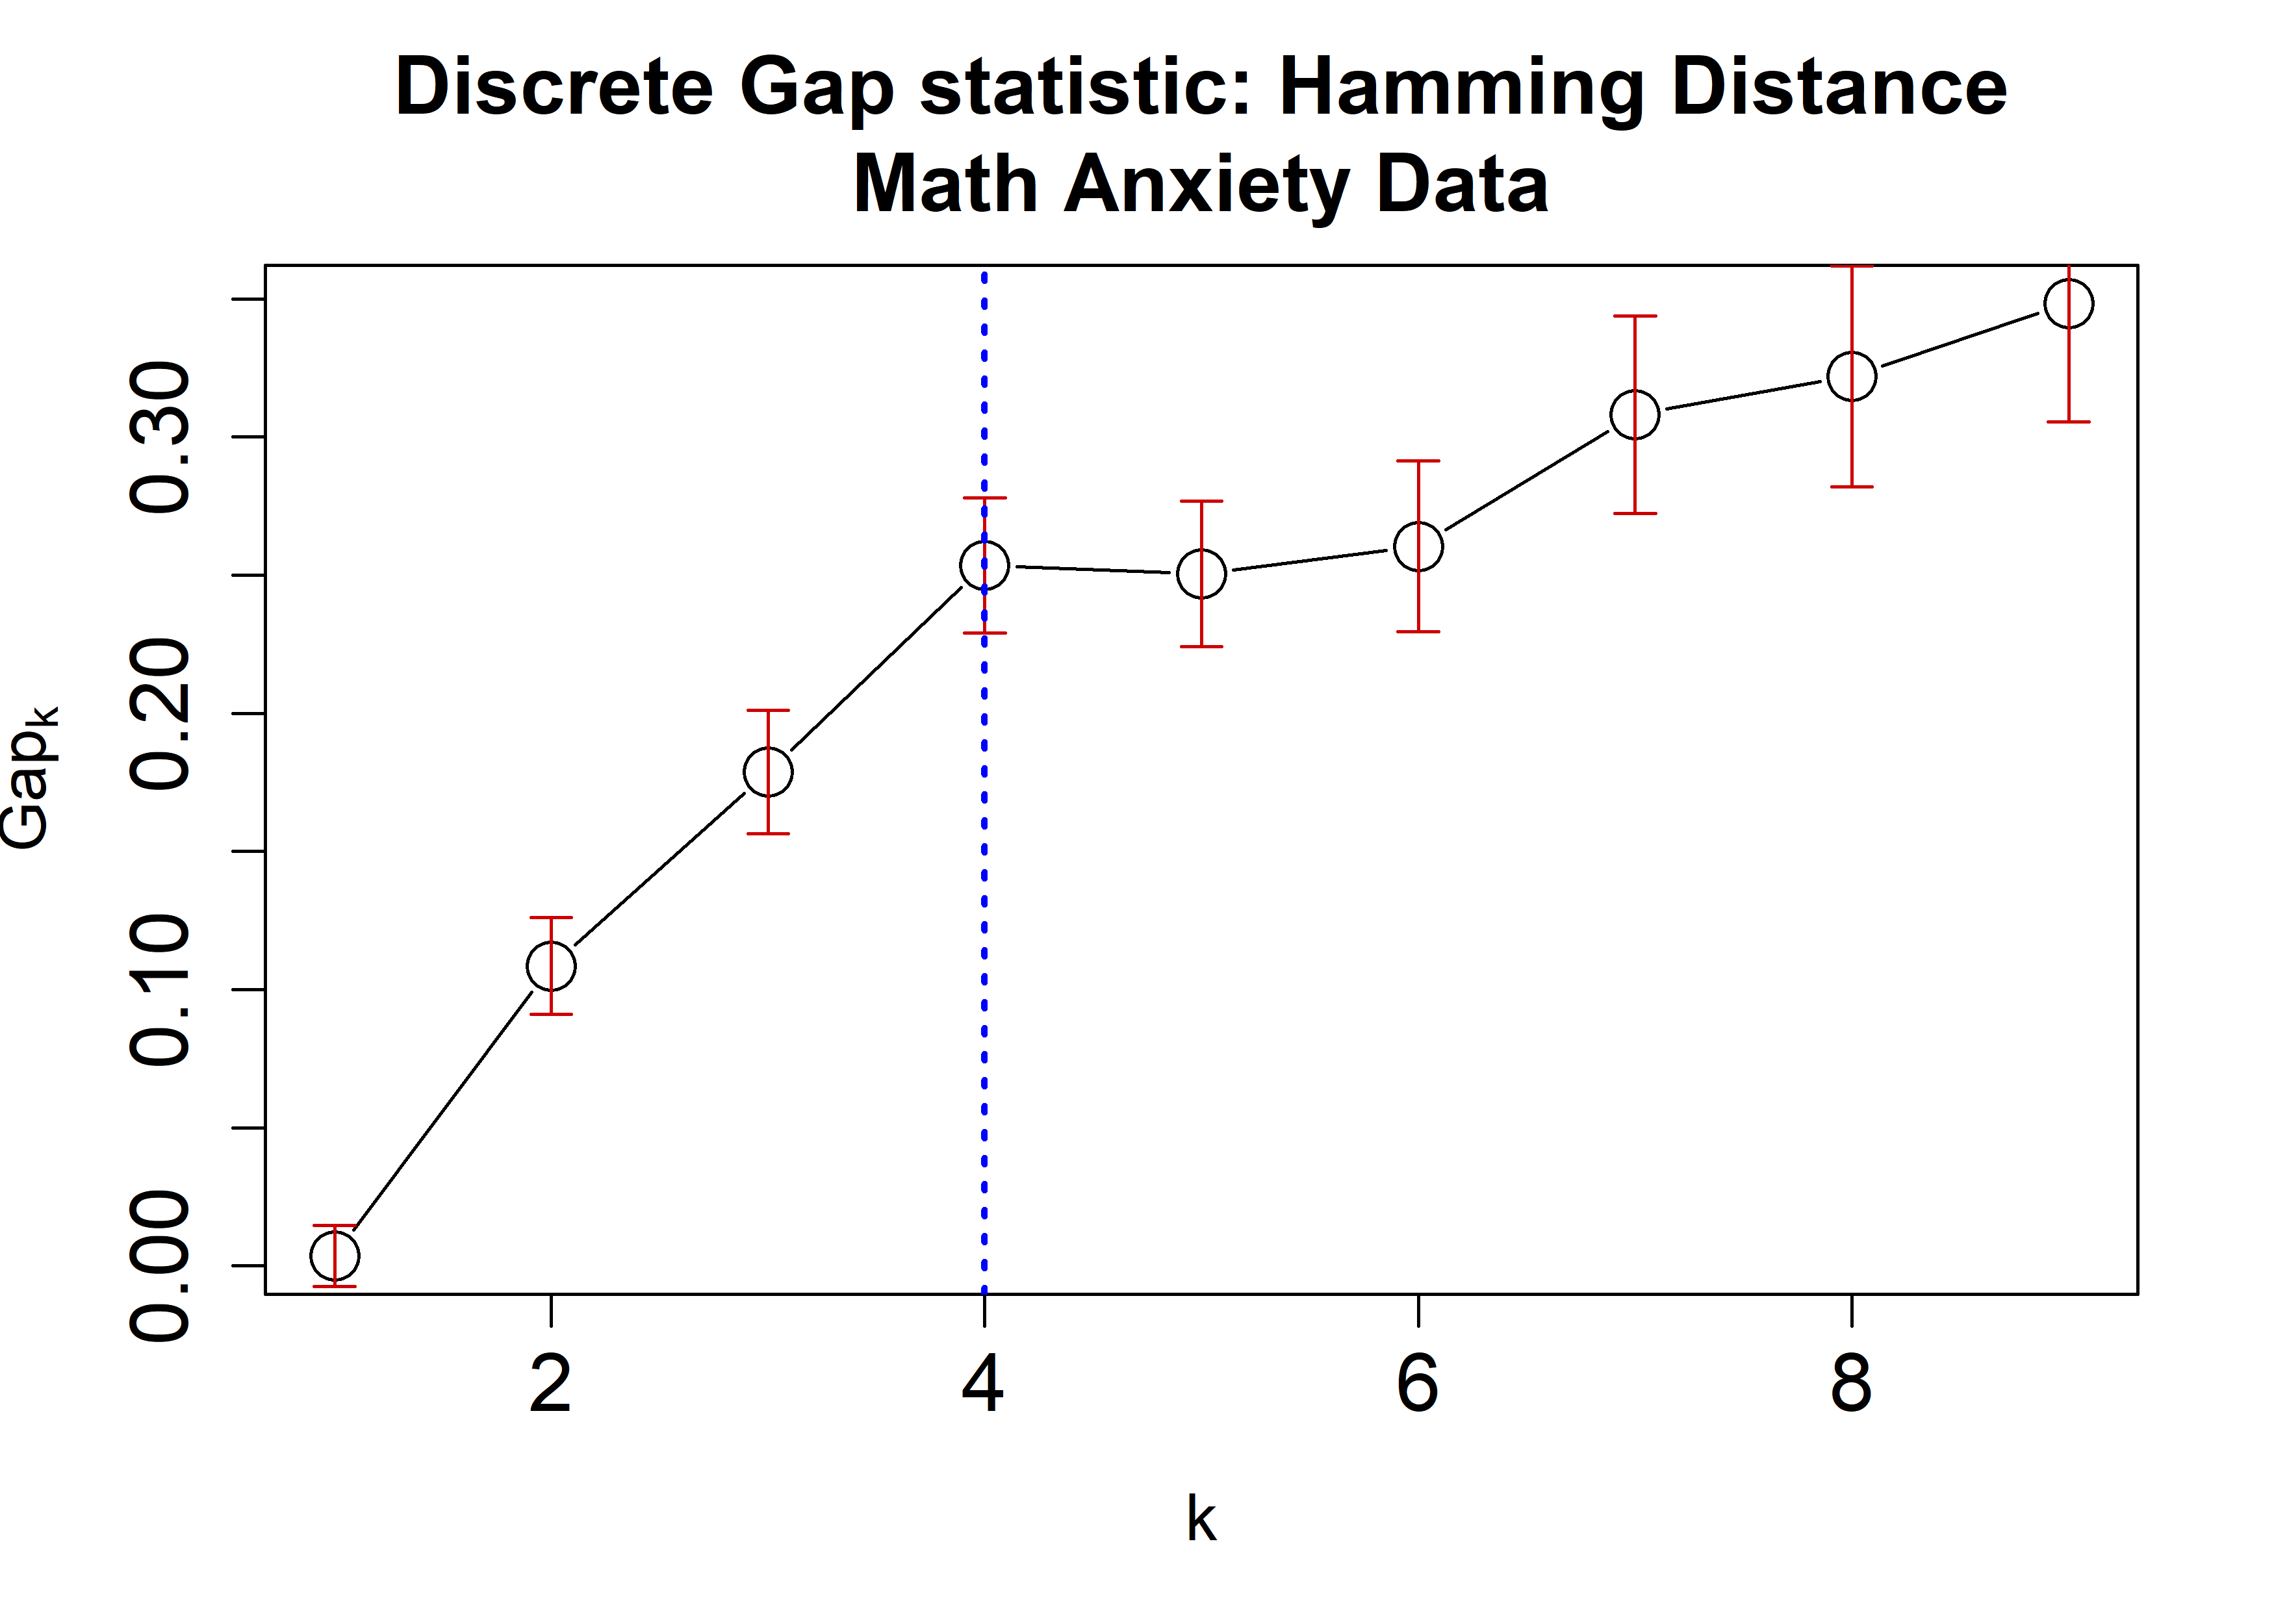 Discrete Gap statistic: Hamming Distance
Math Anxiety Data
Gapk
0.30
0.20
0.10
0.00
2 4 6 8
k